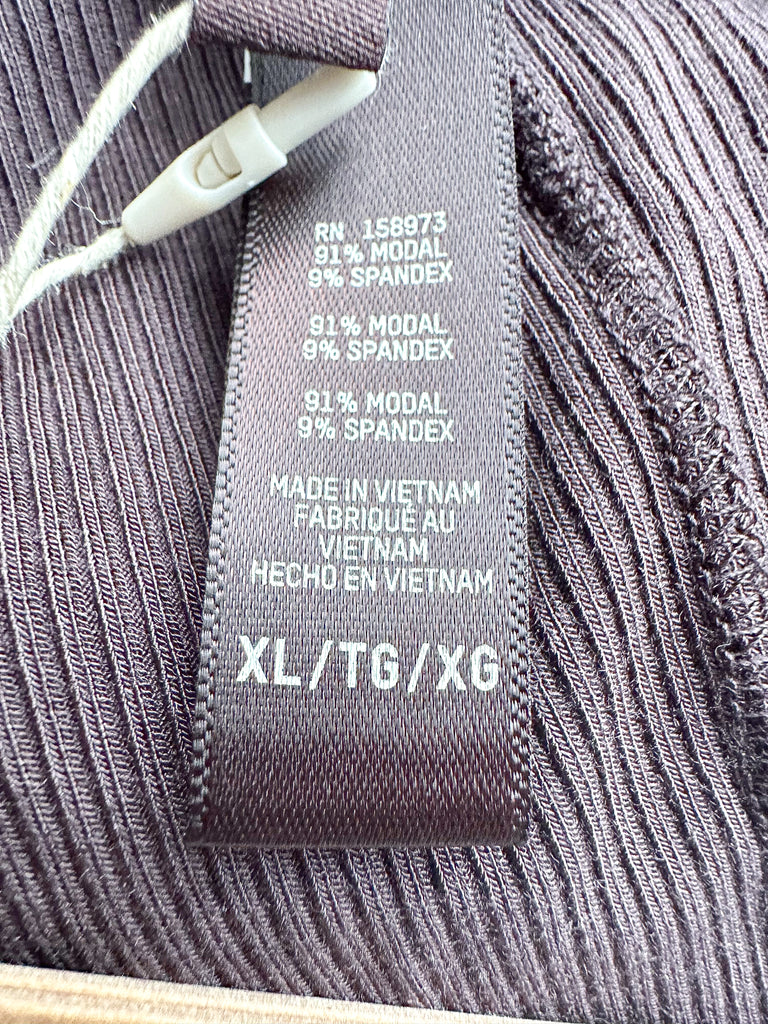 RN 158973
91% MODAL
9% SPANDEX
91% MODAL
9% SPANDEX
91% MODAL
9% SPANDEX
MADE IN VIETNAM
FABRIQUÉ AU
VIETNAM
HECHO EN VIETNAM
XL/TG/XG